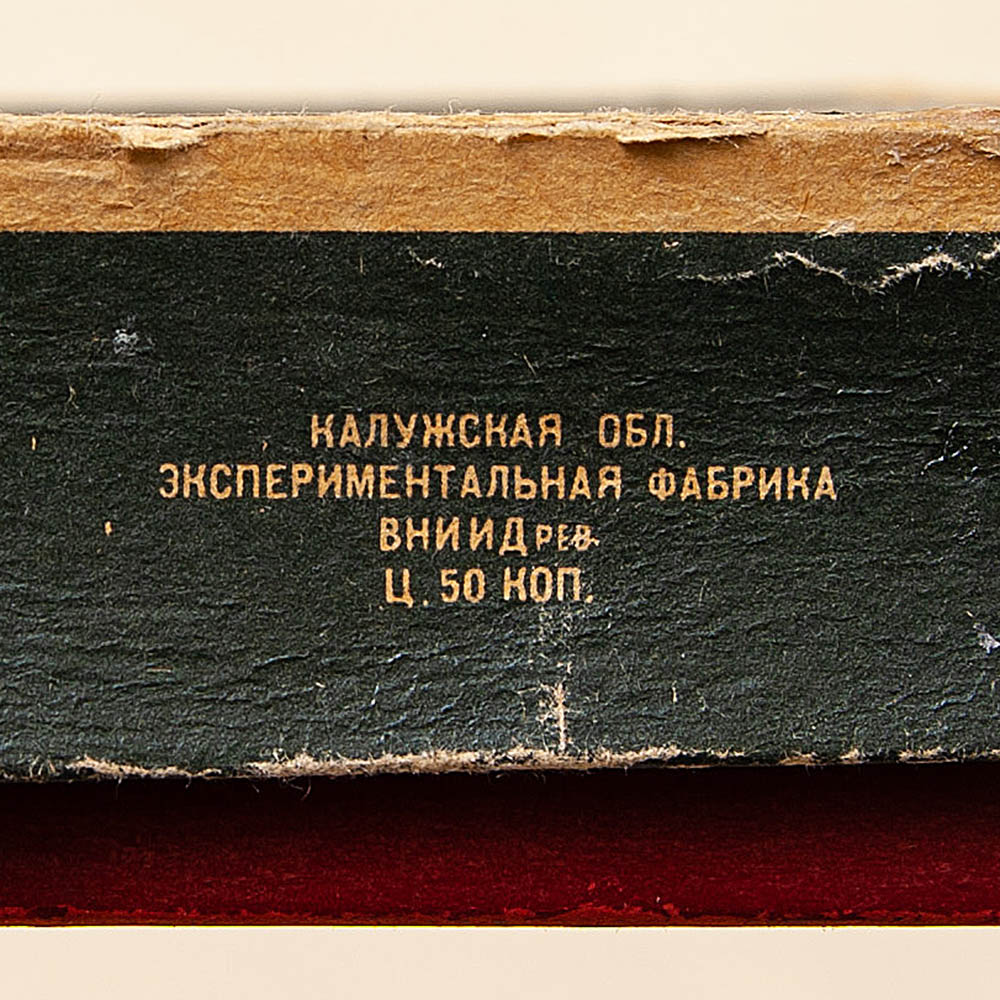 КАЛУЖСКАЯ ОБЛ.
ЭКСПЕРИМЕНТАЛЬНАЯ ФАБРИКА
ВНИИДрев
Ц. 50 КОП.